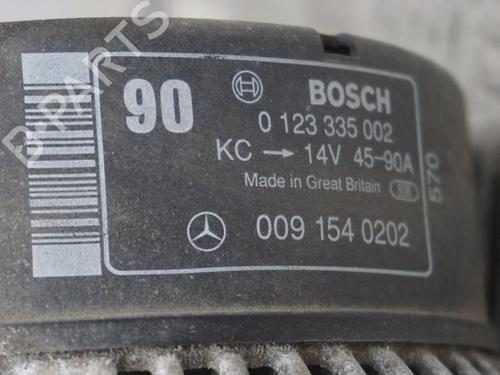 90
BOSCH
0 123 335 002
KC → 14V 45-90A
Made in Great Britain
009 154 0202
570
B-PARTS